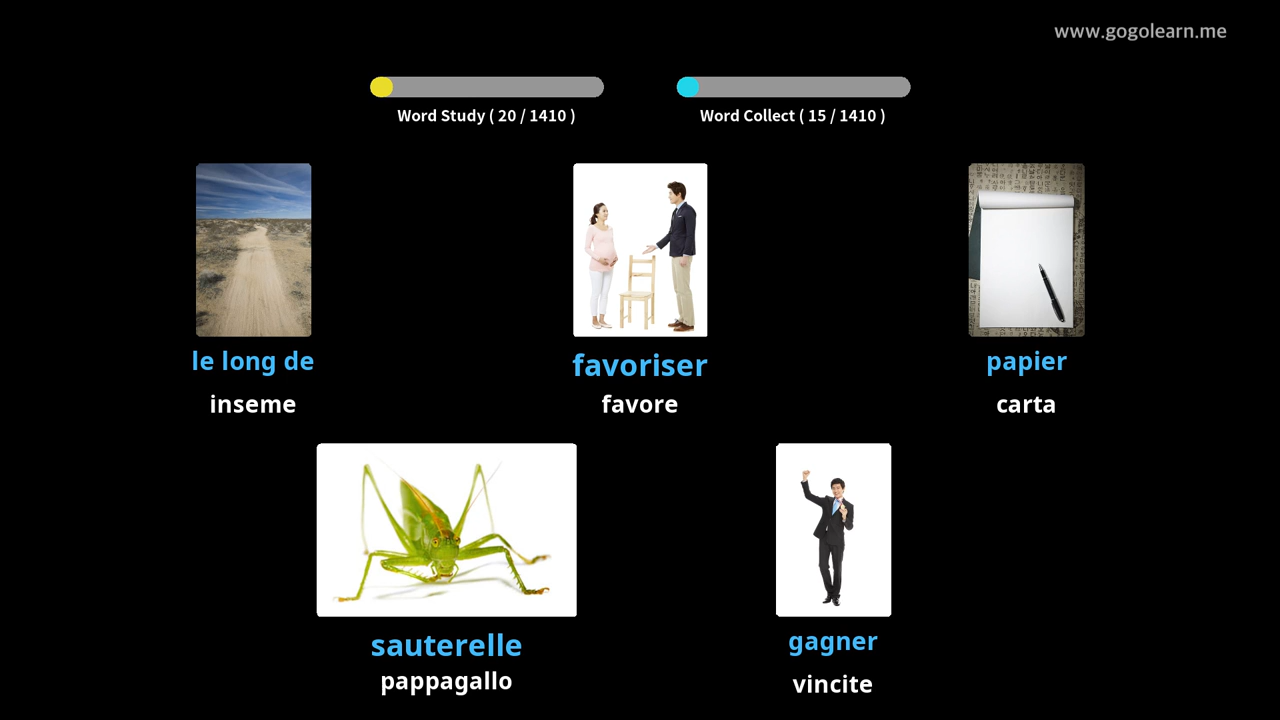 www.gogolearn.me
Word Study ( 20 / 1410 )
Word Collect ( 15 / 1410 )
le long de
inseme
favoriser
favore
papier
carta
sauterelle
pappagallo
gagner
vincite